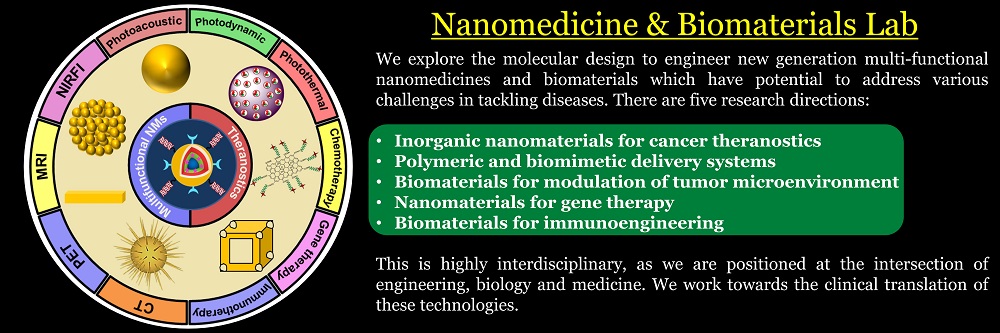 Nanomedicine & Biomaterials Lab
We explore the molecular design to engineer new generation multi-functional
nanomedicines and biomaterials which have potential to address various
challenges in tackling diseases. There are five research directions:
• Inorganic nanomaterials for cancer theranostics
• Polymeric and biomimetic delivery systems
• Biomaterials for modulation of tumor microenvironment
• Nanomaterials for gene therapy
• Biomaterials for immunoengineering
This is highly interdisciplinary, as we are positioned at the intersection of
engineering, biology and medicine. We work towards the clinical translation of
these technologies.
Photoacoustic
Photodynamic
Photothermal
Chemotherapy
Gene therapy
Immunotherapy
CT
PET
MRI
NIRFI
Multifunctional NMs
Theranostics